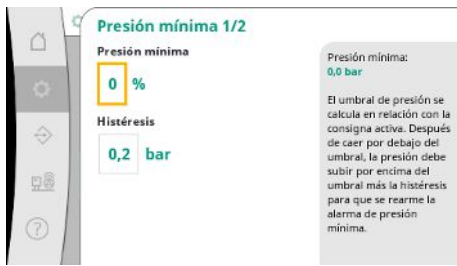 Presión mínima 1/2
Presión mínima
0 %
Histéresis
0,2 bar
Presión mínima:
0,0 bar
El umbral de presión se
calcula en relación con la
consigna activa. Después
de caer por debajo del
umbral, la presión debe
subir por encima del
umbral más la histéresis
para que se rearme la
alarma de presión
mínima.
?